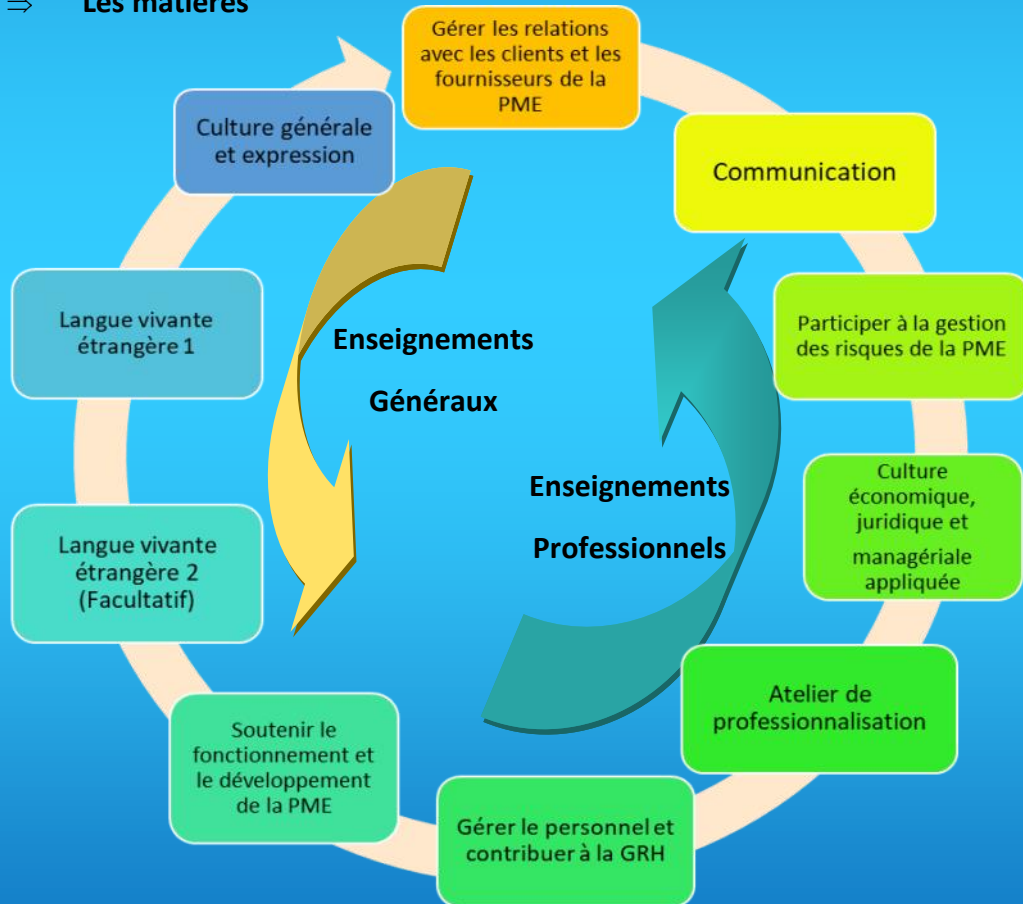 ⇒ Les matières
Gérer les relations
avec les clients et les
fournisseurs de la
PME
Communication
Participer à la gestion
des risques de la PME
Culture
économique,
juridique et
managériale
appliquée
Atelier de
professionnalisation
Gérer le personnel et
contribuer à la GRH
Soutenir le
fonctionnement et
le développement
de la PME
Langue vivante
étrangère 2
(Facultatif)
Langue vivante
étrangère 1
Culture générale
et expression
Enseignements
Généraux
Enseignements
Professionnels